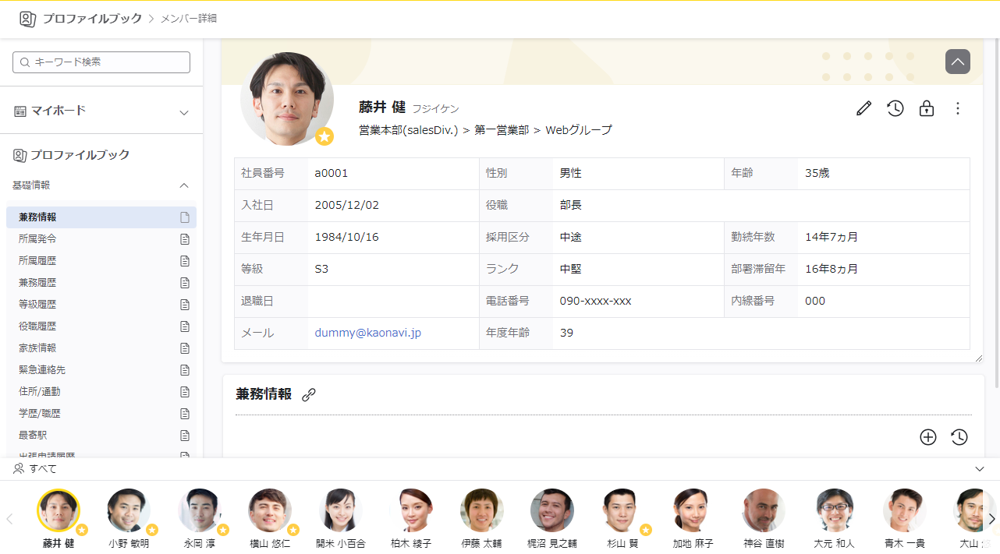 プロファイルブック > メンバー詳細
キーワード検索
マイボード
プロファイルブック
基礎情報
兼務情報
所属発令
所属履歴
兼務履歴
等級履歴
役職履歴
家族情報
緊急連絡先
住所/通勤
学歴/職歴
最寄駅
出張申請履歴
藤井 健 フジイケン
営業本部(salesDiv.) > 第一営業部 > Webグループ
社員番号 a0001 性別 男性 年齢 35歳
入社日 2005/12/02 役職 部長
生年月日 1984/10/16 採用区分 中途 勤続年数 14年7ヵ月
等級 S3 ランク 中堅 部署滞留年 16年8ヵ月
退職日 電話番号 090-xxxx-xxx 内線番号 000
メール dummy@kaonavi.jp 年度年齢 39
兼務情報
すべて
藤井 健 小野 敏明 永岡 淳 横山 悠仁 開米 小百合 柏木 綾子 伊藤 太輔 梶沼 見之輔 杉山 賢 加地 麻子 神谷 直樹 大元 和人 青木 一貴 大山